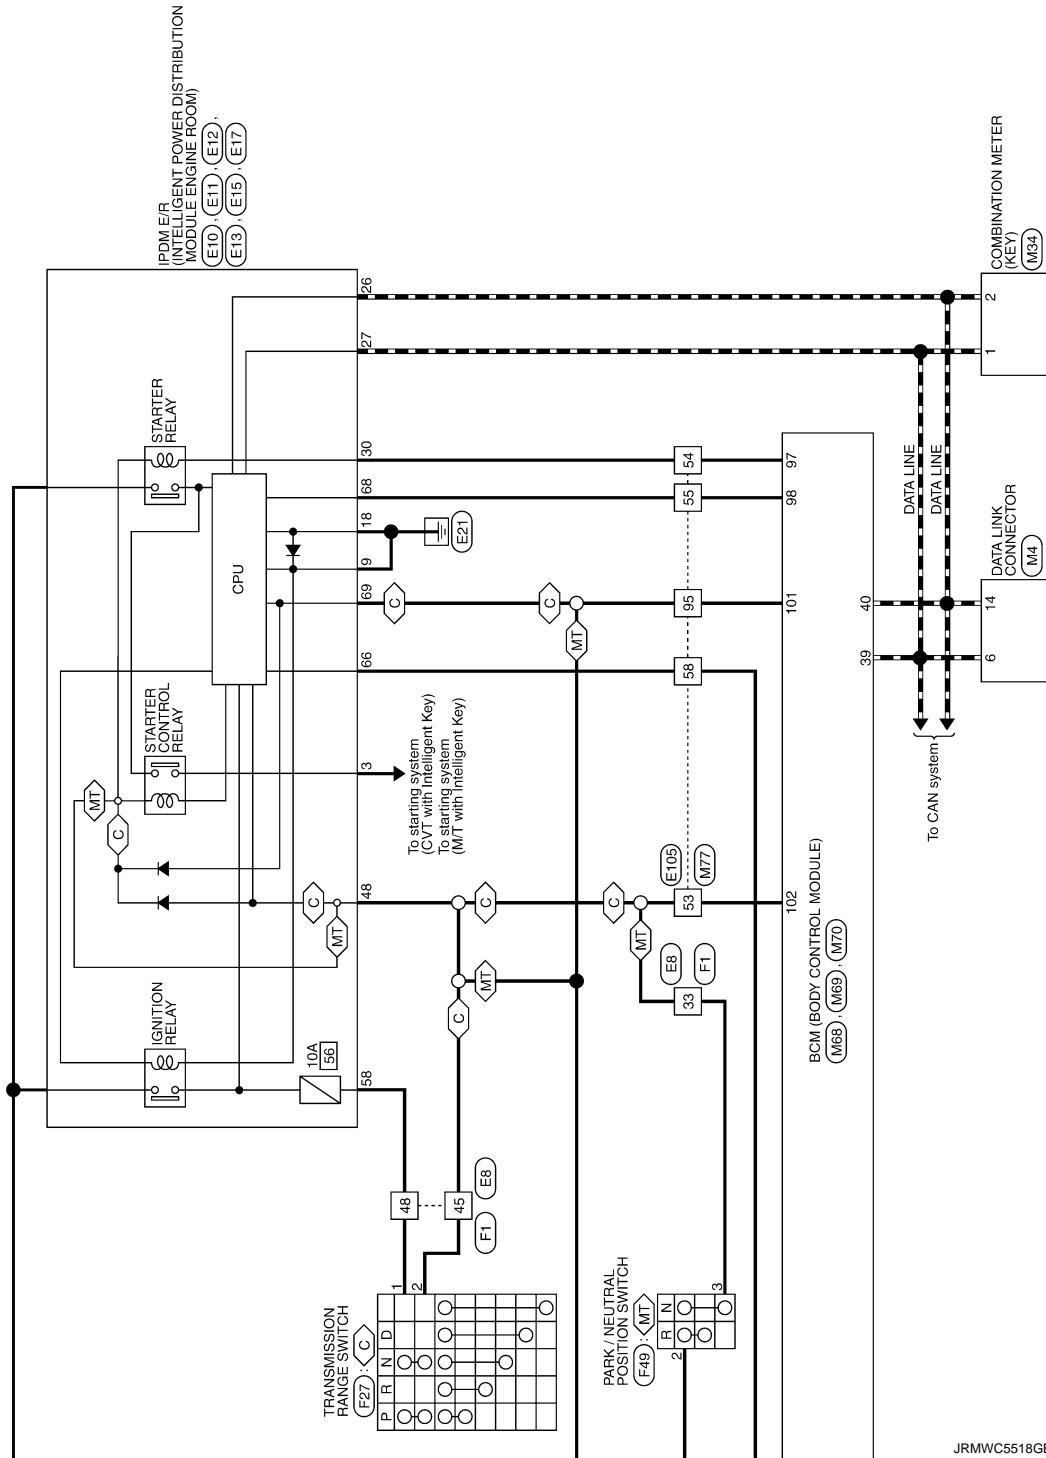 IPDM E/R
(INTELLIGENT POWER DISTRIBUTION
MODULE ENGINE ROOM)
E10 , E11 , E12 ,
E13 , E15 , E17
IGNITION
RELAY
STARTER
CONTROL
RELAY
STARTER
RELAY
MT
C
CPU
10A
56
C
MT
58
48
3
66
69
9
18
68
30
27
26
E21
C
C
MT
C
C
MT
C
MT
To starting system
(CVT with Intelligent Key)
To starting system
(M/T with Intelligent Key)
48
45
F1
E8
TRANSMISSION
RANGE SWITCH
F27 : C
P R N D
1
2
PARK / NEUTRAL
POSITION SWITCH
F49 : MT
R N
2
3
33
E8
F1
53
E105
M77
58
95
55
54
102
101
98
97
BCM (BODY CONTROL MODULE)
M68 , M69 , M70
39
40
To CAN system
DATA LINE
DATA LINE
DATA LINK
CONNECTOR
M4
6
14
COMBINATION METER
(KEY)
M34
1
2
JRMWC5518GE